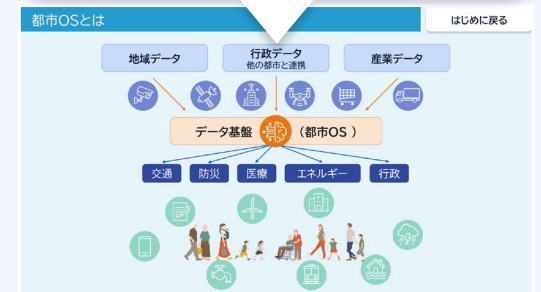 都市OSとは
はじめに戻る
地域データ
行政データ
他の都市と連携
産業データ
データ基盤 (都市OS )
交通
防災
医療
エネルギー
行政